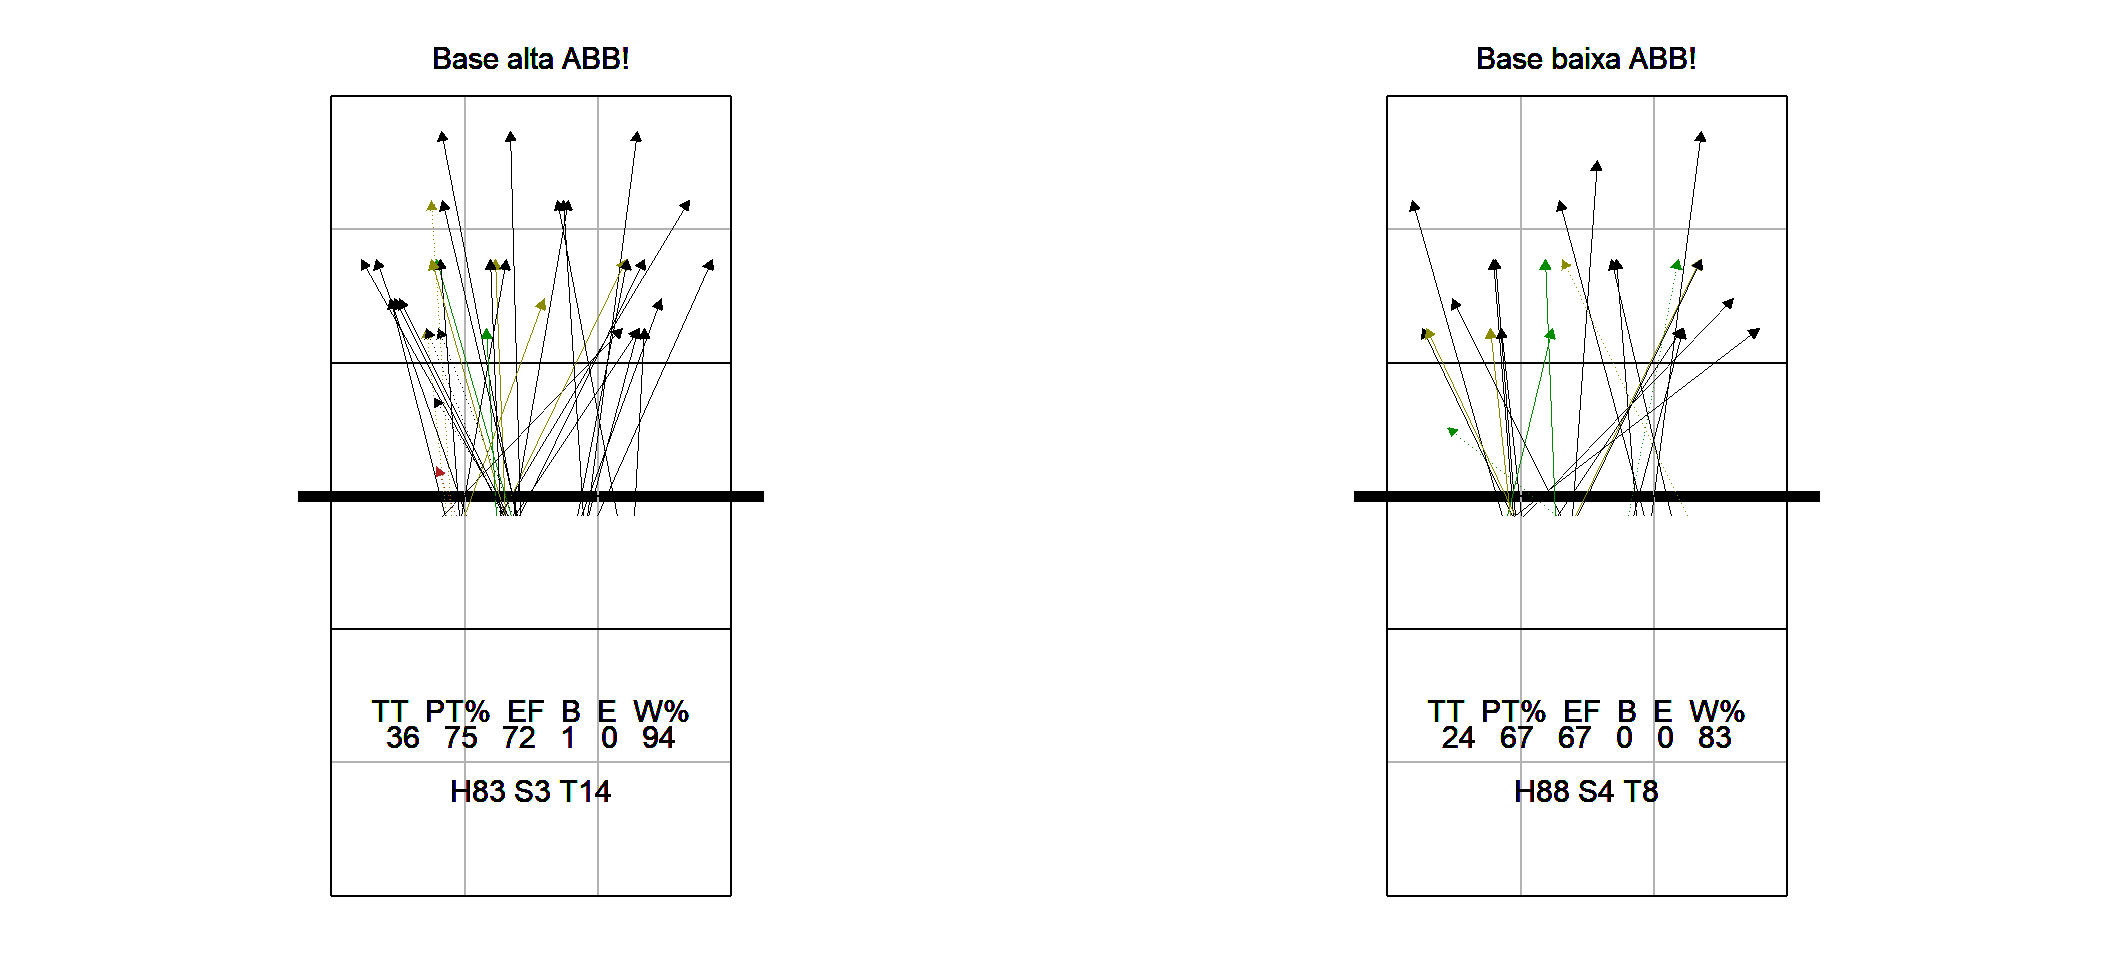 Base alta ABB!
TT PT% EF B E W%
36 75 72 1 0 94
H83 S3 T14
Base baixa ABB!
TT PT% EF B E W%
24 67 67 0 0 83
H88 S4 T8